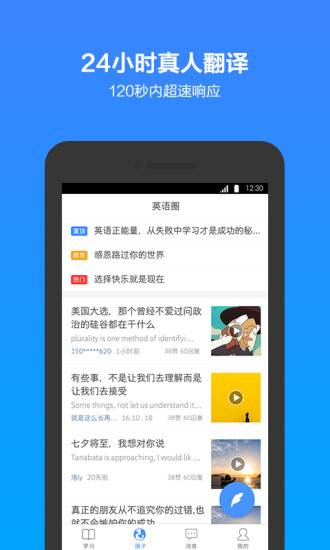 24小时真人翻译
120秒内超速响应
12:30
英语圈
置顶 英语正能量，从失败中学习才是成功的秘...
推荐 感恩路过你的世界
热门 选择快乐就是现在
美国大选，那个曾经不爱过问政
治的硅谷都在干什么
plurality is one method of identifyi...
150*****620 1小时前 38赞 60回复
有些事，不是让我们去理解而是
让我们去接受
Some things, not let us understand i...
就是这么长再... 16.10.18 38赞 60回复
七夕将至，我想对你说
Tanabata is approaching, I would lik...
洛ly 20天前 38赞 60回复
真正的朋友从不追究你的过错,也
就不会嫉妒你的成功
学习 圈子 消息 我的